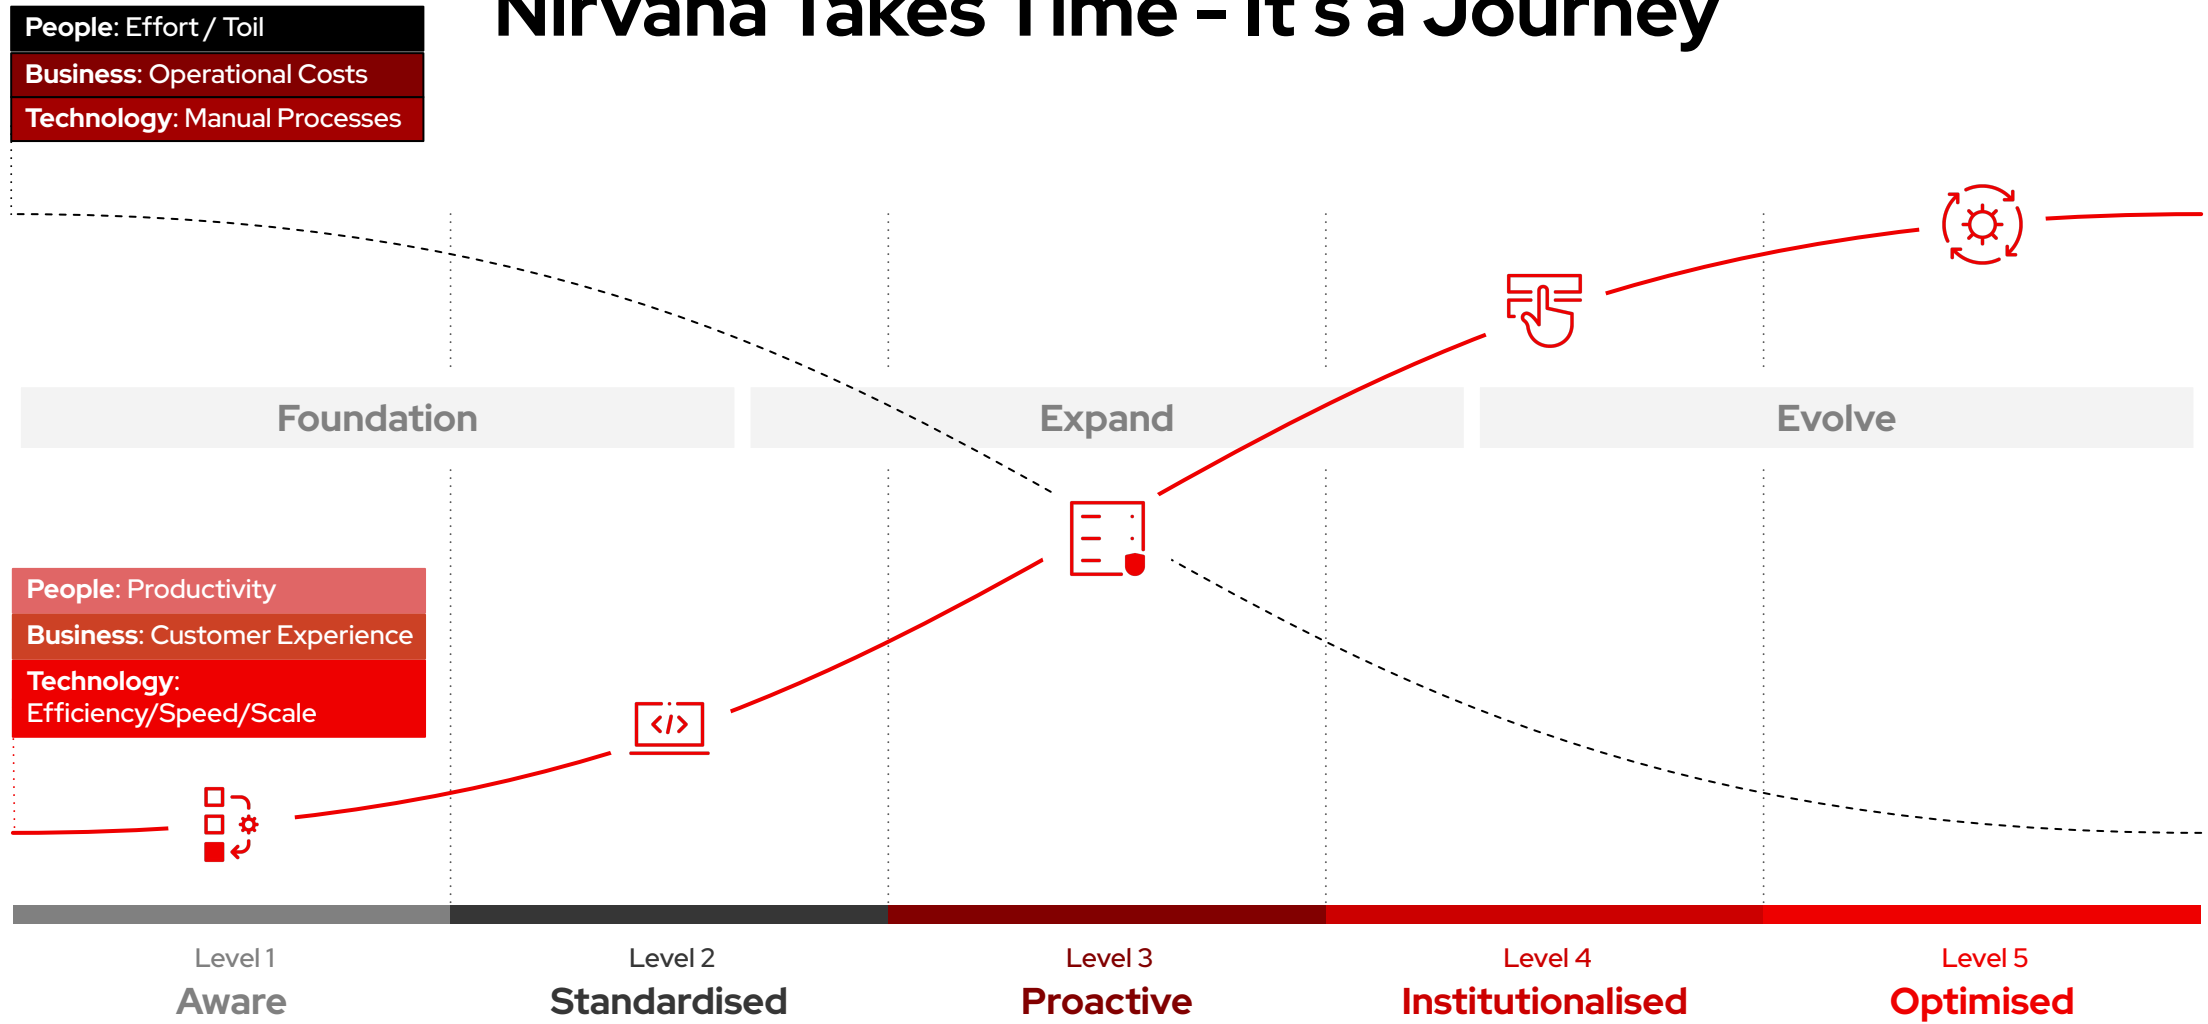 Nirvana Takes Time - It's a Journey
People: Effort / Toil
Business: Operational Costs
Technology: Manual Processes
Foundation
Expand
Evolve
People: Productivity
Business: Customer Experience
Technology:
Efficiency/Speed/Scale
</>
Level 1
Aware
Level 2
Standardised
Level 3
Proactive
Level 4
Institutionalised
Level 5
Optimised